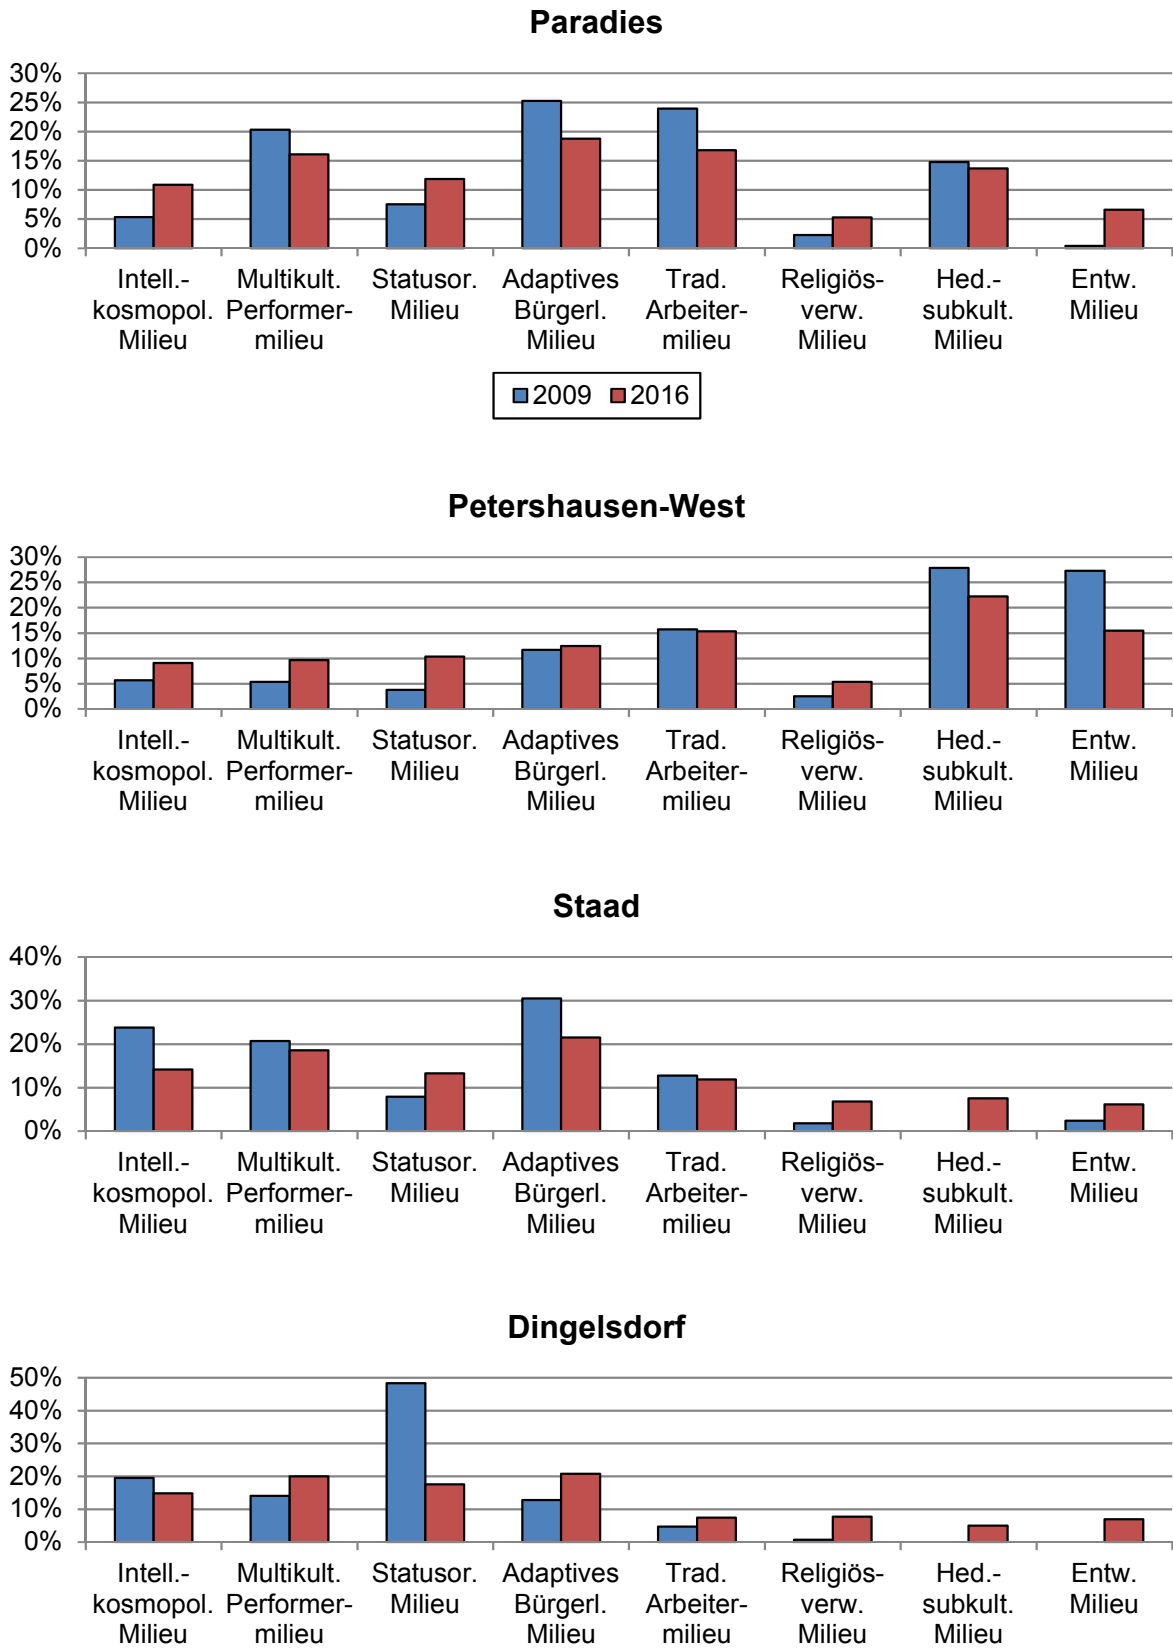 Paradies
30%
25%
20%
15%
10%
5%
0%
Intell.- Multikult. Statusor. Adaptives Trad. Religiös- Hed.- Entw.
kosmopol. Performer- Milieu Bürgerl. Arbeiter- verw. subkult. Milieu
Milieu milieu Milieu milieu Milieu Milieu
2009 2016
Petershausen-West
30%
25%
20%
15%
10%
5%
0%
Intell.- Multikult. Statusor. Adaptives Trad. Religiös- Hed.- Entw.
kosmopol. Performer- Milieu Bürgerl. Arbeiter- verw. subkult. Milieu
Milieu milieu Milieu milieu Milieu Milieu
Staad
40%
30%
20%
10%
0%
Intell.- Multikult. Statusor. Adaptives Trad. Religiös- Hed.- Entw.
kosmopol. Performer- Milieu Bürgerl. Arbeiter- verw. subkult. Milieu
Milieu milieu Milieu milieu Milieu Milieu
Dingelsdorf
50%
40%
30%
20%
10%
0%
Intell.- Multikult. Statusor. Adaptives Trad. Religiös- Hed.- Entw.
kosmopol. Performer- Milieu Bürgerl. Arbeiter- verw. subkult. Milieu
Milieu milieu Milieu milieu Milieu Milieu